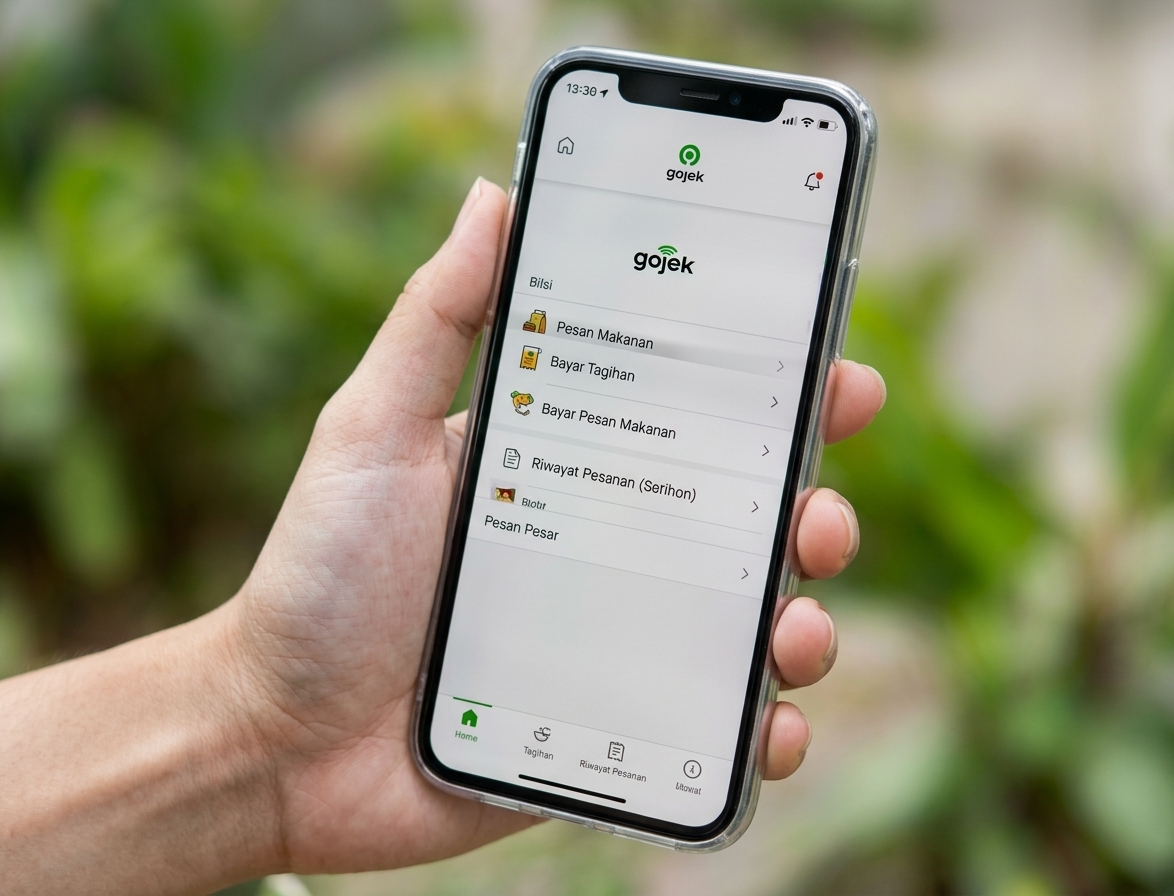 13:30
gojek
gojek
Bilsi
Pesan Makanan
Bayar Tagihan
Bayar Pesan Makanan
Riwayat Pesanan (Serihon)
Pesan Pesar
Home
Tagihan
Riwayat Pesanan